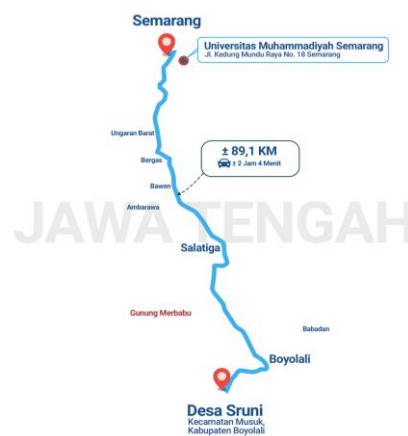 Semarang
Universitas Muhammadiyah Semarang
Jl. Kedung Mundu Raya No. 18 Semarang
Ungaran Barat
± 89,1 KM
± 2 Jam 4 Menit
Bergas
Bawen
Ambarawa
JAWA TENGAH
Salatiga
Gunung Merbabu
Babadan
Boyolali
Desa Sruni
Kecamatan Musuk,
Kabupaten Boyolali